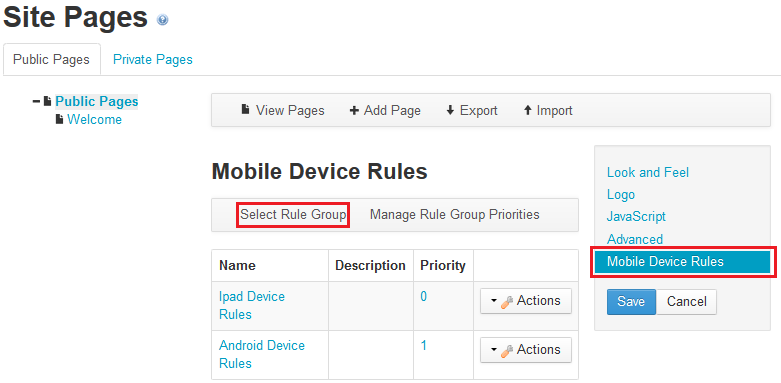 Site Pages
Public Pages Private Pages
Public Pages
Welcome
View Pages Add Page Export Import
Mobile Device Rules
Select Rule Group Manage Rule Group Priorities
Name Description Priority
Ipad Device
Rules
0 Actions
Android Device
Rules
1 Actions
Look and Feel
Logo
JavaScript
Advanced
Mobile Device Rules
Save Cancel